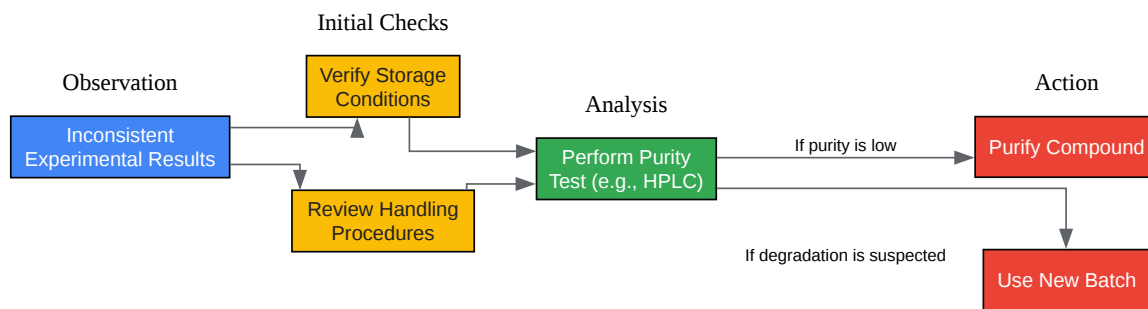 Observation
Inconsistent
Experimental Results
Initial Checks
Verify Storage
Conditions
Review Handling
Procedures
Analysis
Perform Purity
Test (e.g., HPLC)
If purity is low
If degradation is suspected
Action
Purify Compound
Use New Batch